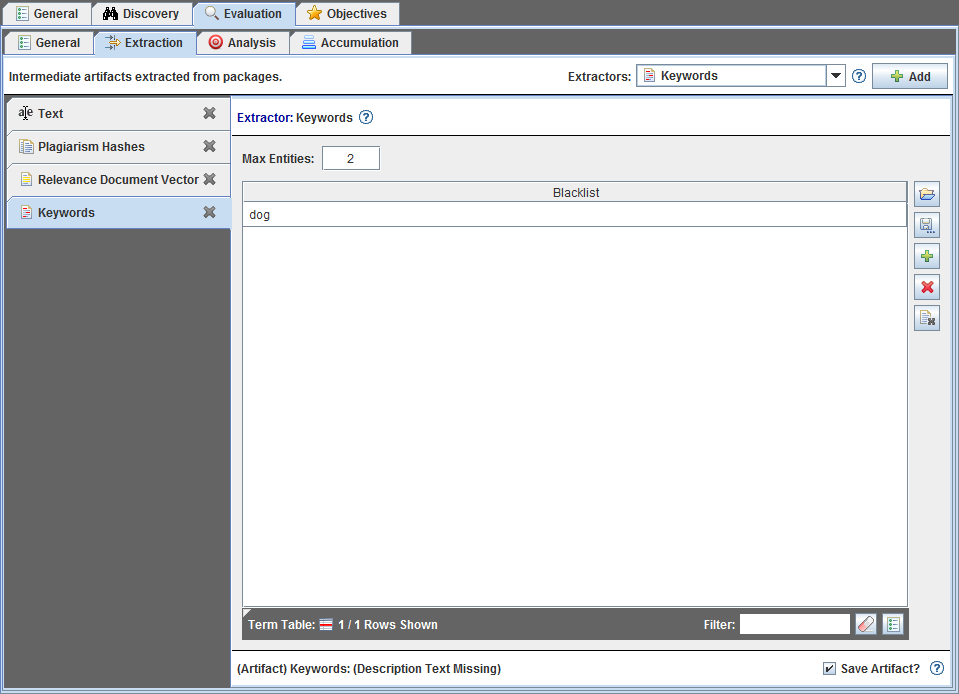 General Discovery Evaluation Objectives
General Extraction Analysis Accumulation
Intermediate artifacts extracted from packages. Extractors: Keywords ? Add
Text
Plagiarism Hashes
Relevance Document Vector
Keywords
Extractor: Keywords ?
Max Entities: 2
Blacklist
dog
Term Table: 1 / 1 Rows Shown Filter:
(Artifact) Keywords: (Description Text Missing) Save Artifact? ?